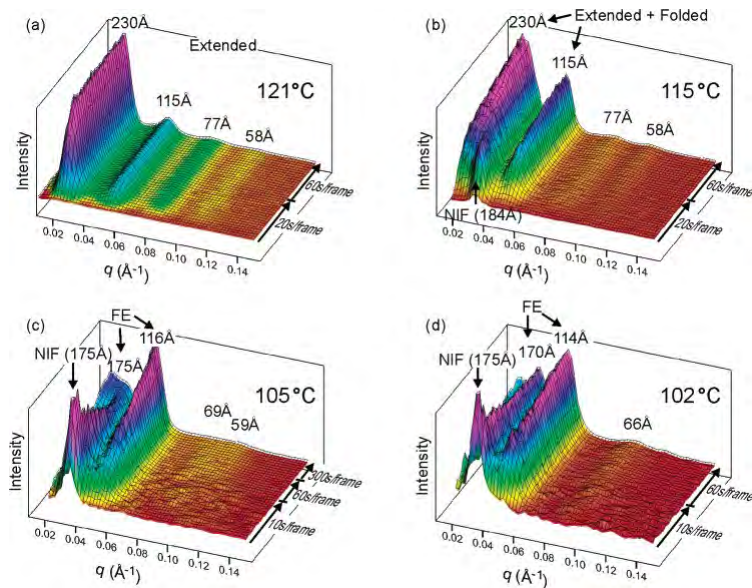 (a)
230Å
Extended
121°C
115Å
77Å
58Å
Intensity
60s/frame
20s/frame
0.02 0.04 0.06 0.08 0.10 0.12 0.14
q (Å-1)
(b)
230Å
Extended + Folded
115Å
115°C
77Å
58Å
Intensity
NIF (184Å)
60s/frame
20s/frame
0.02 0.04 0.06 0.08 0.10 0.12 0.14
q (Å-1)
(c)
FE
116Å
NIF (175Å)
175Å
105°C
69Å
59Å
Intensity
300s/frame
60s/frame
10s/frame
0.02 0.04 0.06 0.08 0.10 0.12 0.14
q (Å-1)
(d)
FE
114Å
NIF (175Å)
170Å
102°C
66Å
Intensity
60s/frame
10s/frame
0.02 0.04 0.06 0.08 0.10 0.12 0.14
q (Å-1)